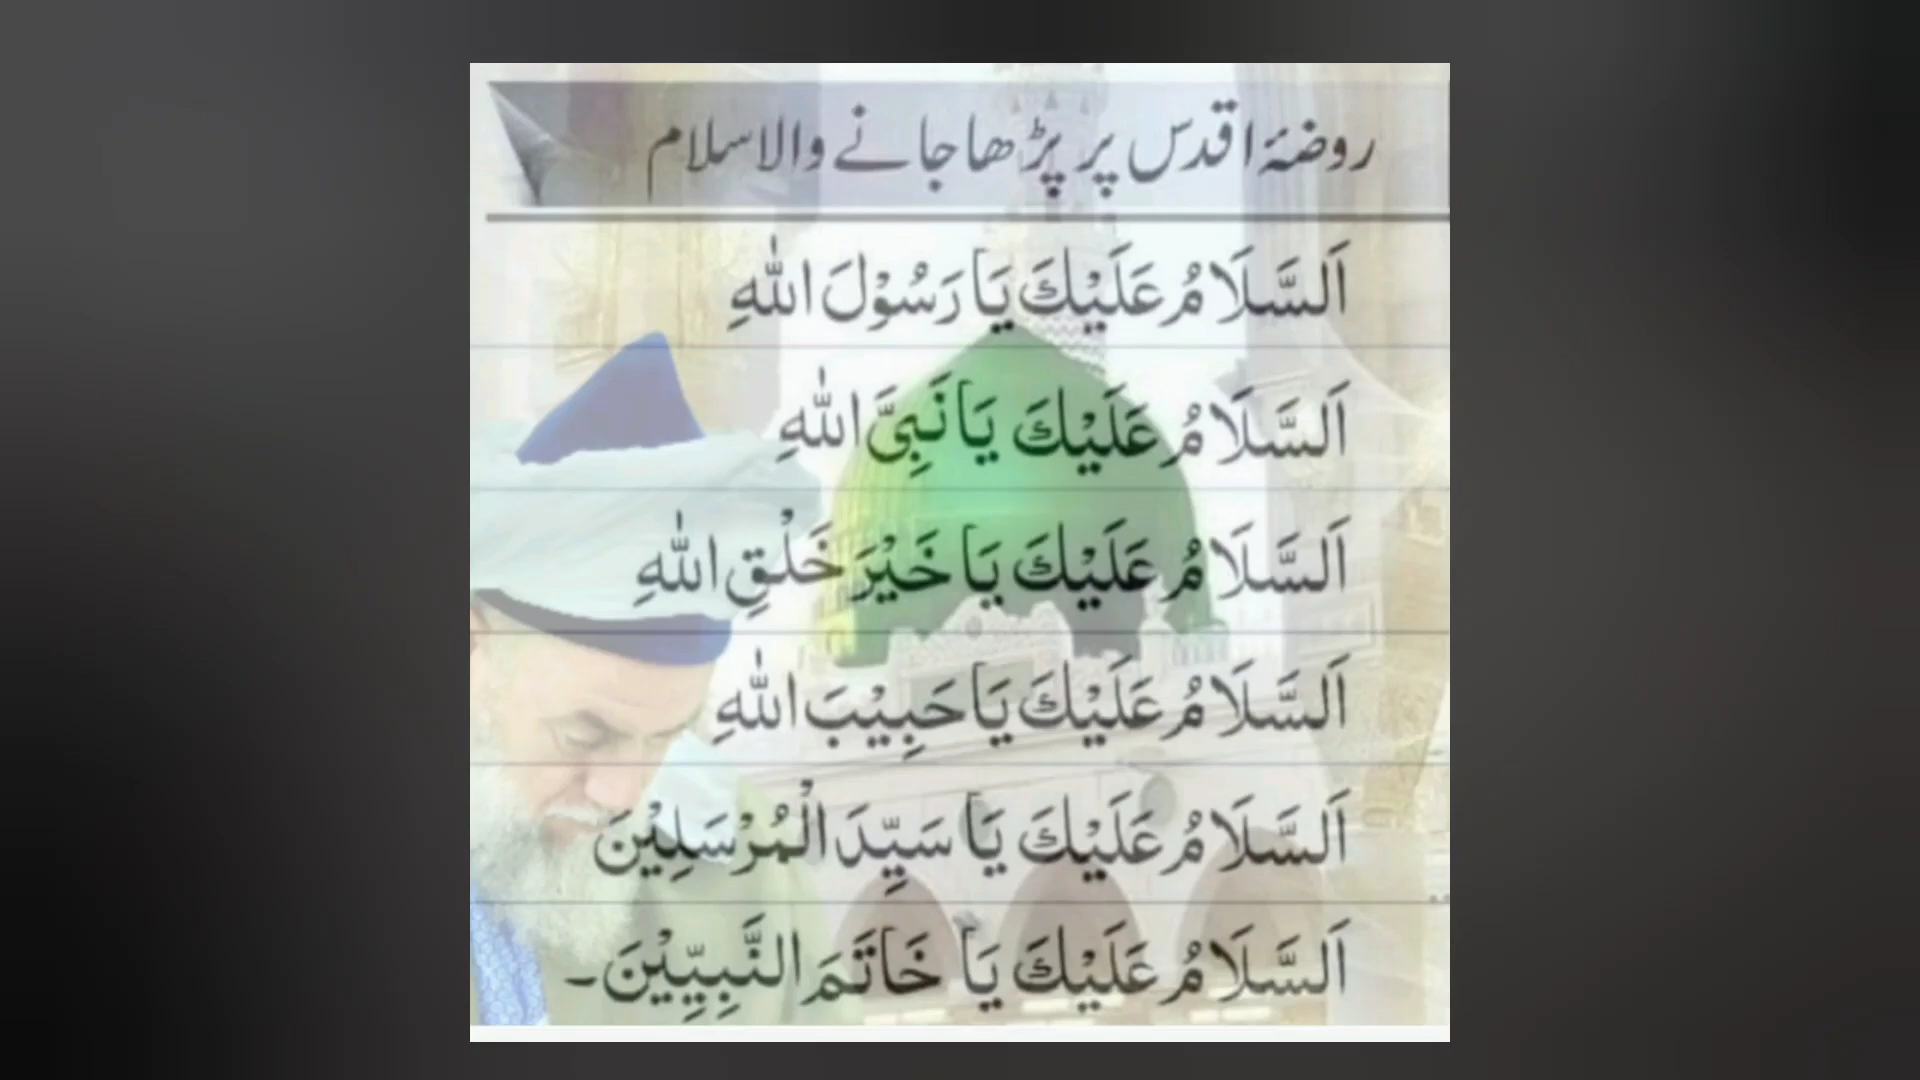 روضۂ اقدس پر پڑھا جانے والا سلام
اَلسَّلَامُ عَلَيْكَ يَا رَسُوْلَ اللّٰهِ
اَلسَّلَامُ عَلَيْكَ يَا نَبِيَّ اللّٰهِ
اَلسَّلَامُ عَلَيْكَ يَا خَيْرَ خَلْقِ اللّٰهِ
اَلسَّلَامُ عَلَيْكَ يَا حَبِيْبَ اللّٰهِ
اَلسَّلَامُ عَلَيْكَ يَا سَيِّدَ الْمُرْسَلِيْنَ
اَلسَّلَامُ عَلَيْكَ يَا خَاتَمَ النَّبِيِّيْنَ۔